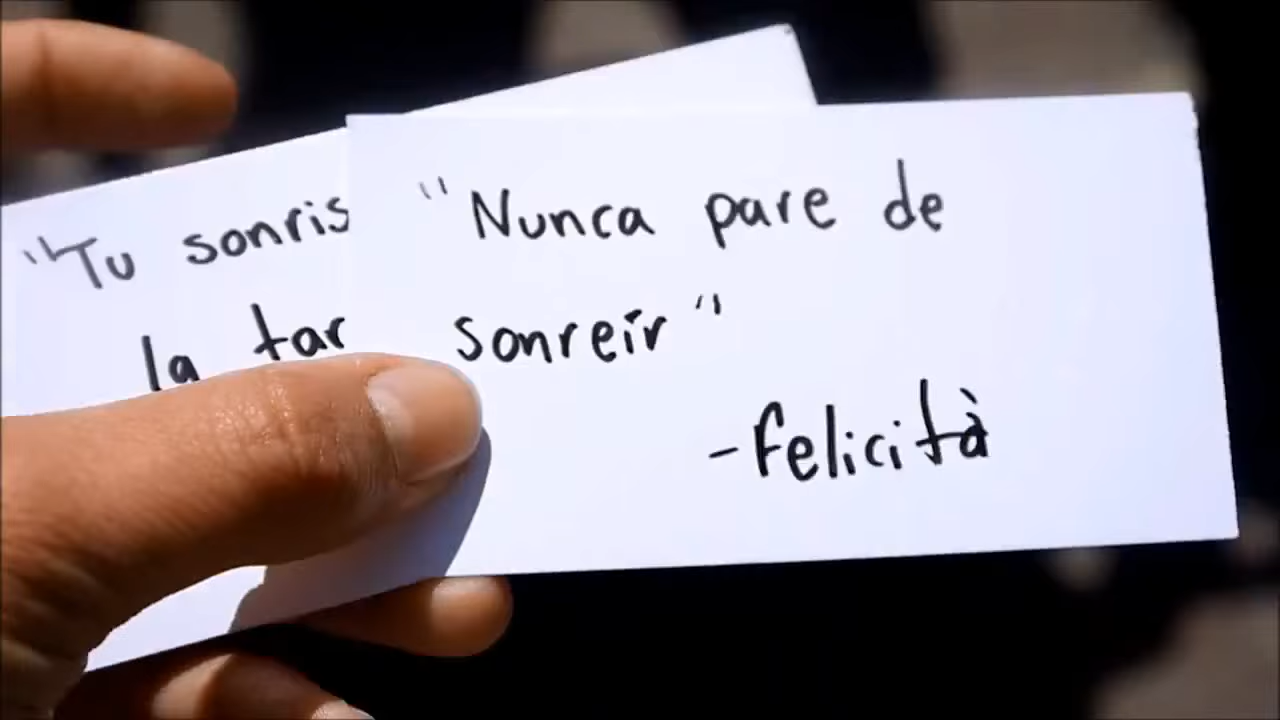 "Tu sonris
la tar
"Nunca pare de
sonreír"
-felicità